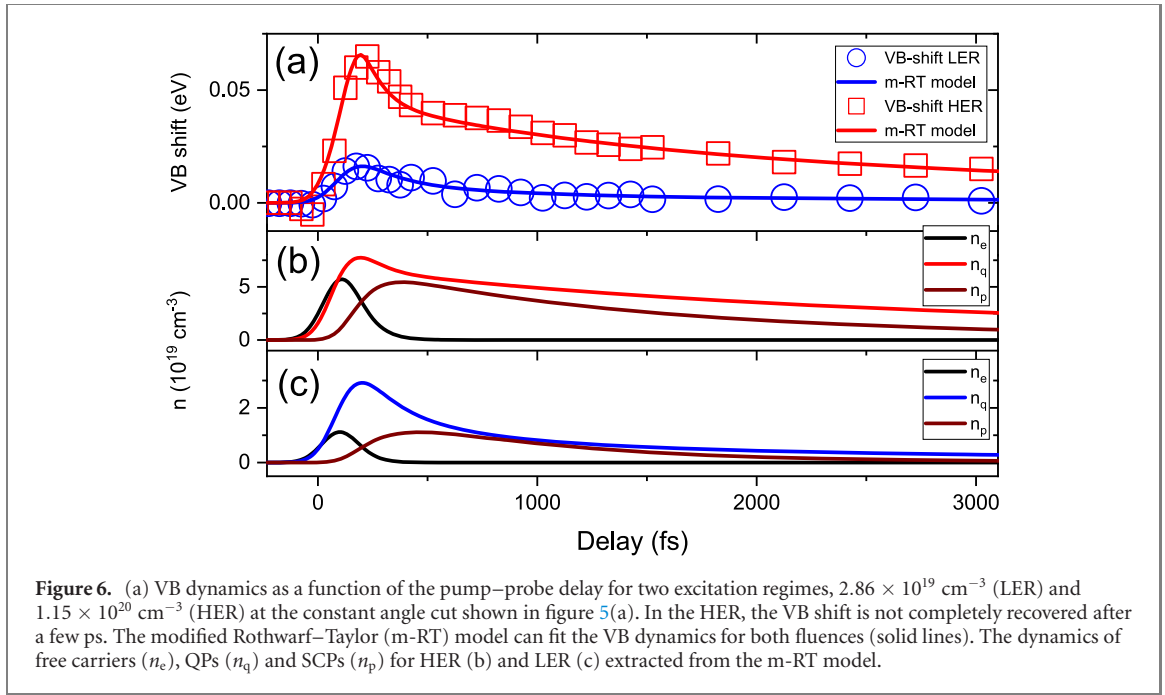 (a)
VB-shift LER
m-RT model
VB-shift HER
m-RT model
VB shift (eV)
0.05
0.00
(b)
n_e
n_q
n_p
5
0
n (10¹⁹ cm⁻³)
(c)
n_e
n_q
n_p
2
0
0 1000 2000 3000
Delay (fs)
Figure 6. (a) VB dynamics as a function of the pump–probe delay for two excitation regimes, 2.86 × 10¹⁹ cm⁻³ (LER) and
1.15 × 10²⁰ cm⁻³ (HER) at the constant angle cut shown in figure 5(a). In the HER, the VB shift is not completely recovered after
a few ps. The modified Rothwarf–Taylor (m-RT) model can fit the VB dynamics for both fluences (solid lines). The dynamics of
free carriers (n_e), QPs (n_q) and SCPs (n_p) for HER (b) and LER (c) extracted from the m-RT model.